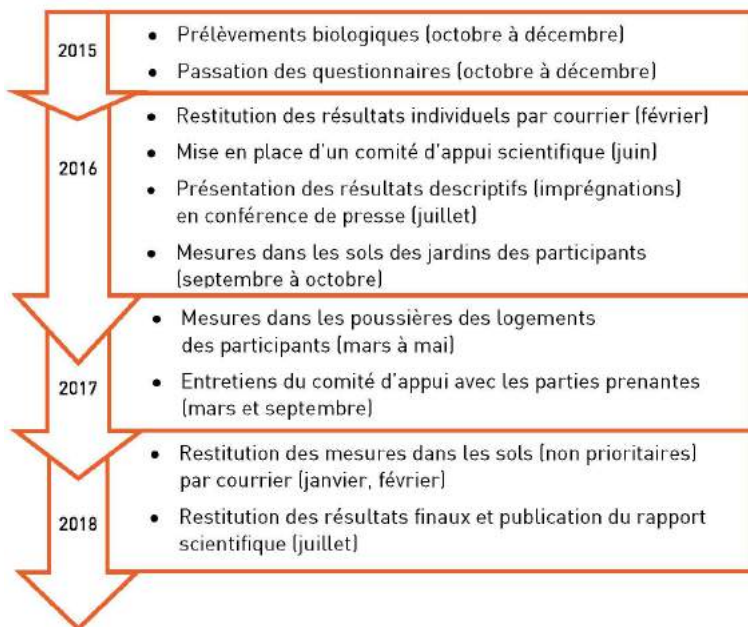 2015
• Prélèvements biologiques (octobre à décembre)
• Passation des questionnaires (octobre à décembre)
2016
• Restitution des résultats individuels par courrier (février)
• Mise en place d'un comité d'appui scientifique (juin)
• Présentation des résultats descriptifs (imprégnations)
en conférence de presse (juillet)
• Mesures dans les sols des jardins des participants
(septembre à octobre)
2017
• Mesures dans les poussières des logements
des participants (mars à mai)
• Entretiens du comité d'appui avec les parties prenantes
(mars et septembre)
2018
• Restitution des mesures dans les sols (non prioritaires)
par courrier (janvier, février)
• Restitution des résultats finaux et publication du rapport
scientifique (juillet)